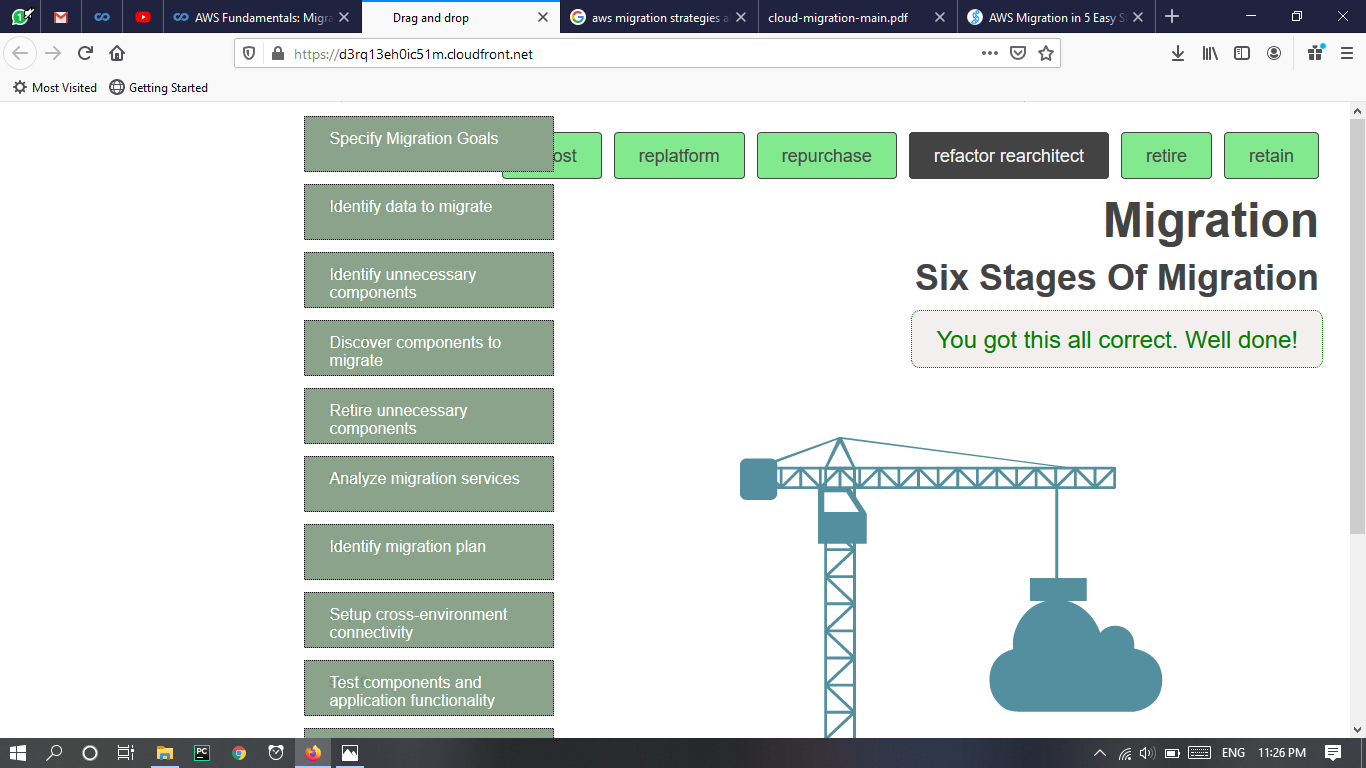 AWS Fundamentals: Migra
Drag and drop
aws migration strategies a
cloud-migration-main.pdf
AWS Migration in 5 Easy S
https://d3rq13eh0ic51m.cloudfront.net
Most Visited
Getting Started
Specify Migration Goals
Identify data to migrate
Identify unnecessary
components
Discover components to
migrate
Retire unnecessary
components
Analyze migration services
Identify migration plan
Setup cross-environment
connectivity
Test components and
application functionality
ost
replatform
repurchase
refactor rearchitect
retire
retain
Migration
Six Stages Of Migration
You got this all correct. Well done!
ENG
11:26 PM